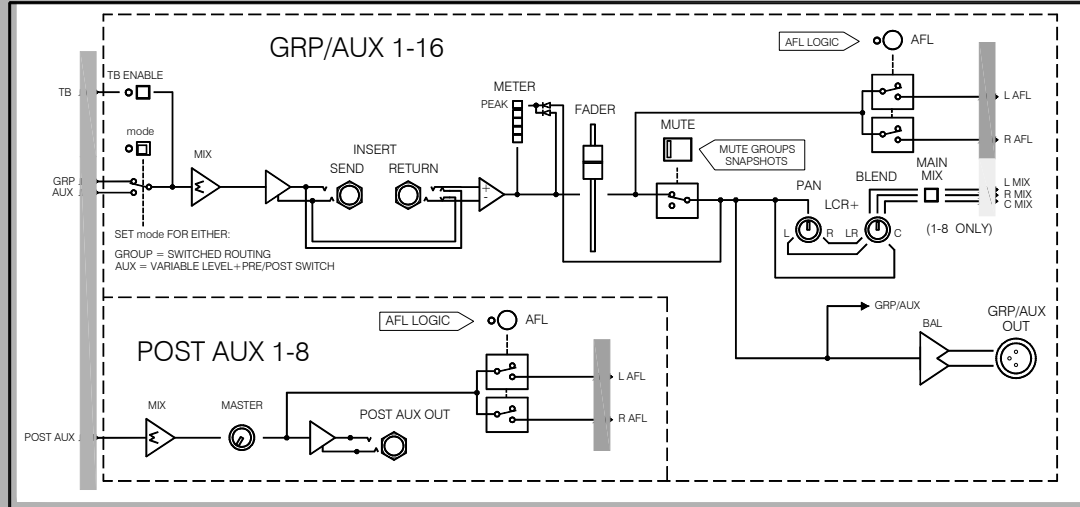 GRP/AUX 1-16
AFL LOGIC
AFL
TB ENABLE
TB
METER
PEAK
FADER
L AFL
mode
MUTE
MIX
INSERT
SEND
RETURN
MUTE GROUPS
SNAPSHOTS
R AFL
MAIN
MIX
BLEND
PAN
GRP
AUX
+
-
L MIX
R MIX
C MIX
LCR+
L
R
LR
C
(1-8 ONLY)
SET mode FOR EITHER:
GROUP = SWITCHED ROUTING
AUX = VARIABLE LEVEL+PRE/POST SWITCH
GRP/AUX
GRP/AUX
OUT
BAL
AFL LOGIC
AFL
POST AUX 1-8
L AFL
MIX
MASTER
POST AUX OUT
R AFL
POST AUX